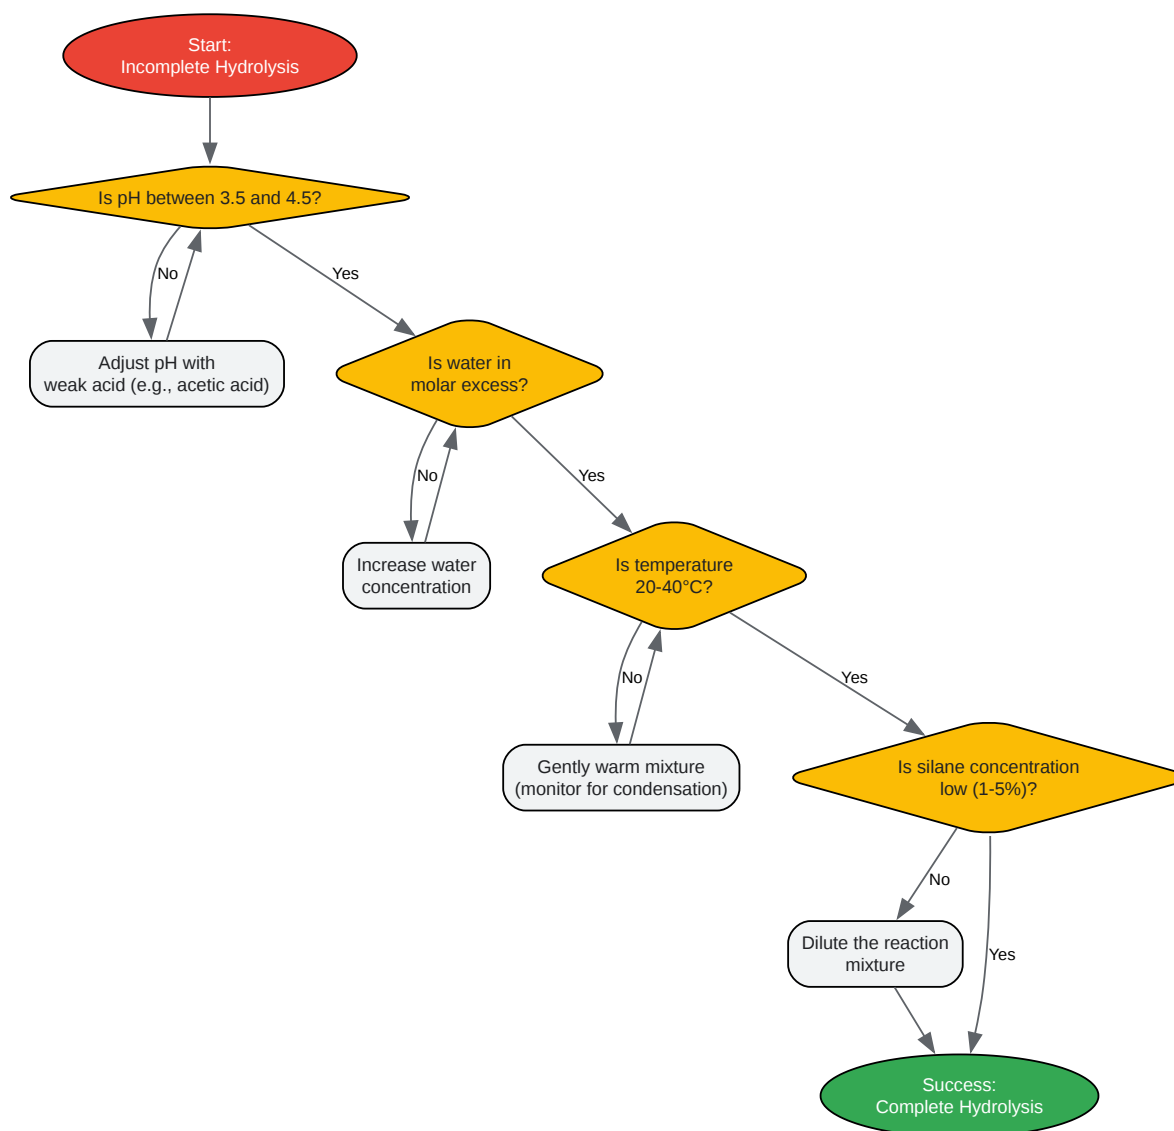 Start:
Incomplete Hydrolysis
Is pH between 3.5 and 4.5?
No
Yes
Adjust pH with
weak acid (e.g., acetic acid)
Is water in
molar excess?
No
Yes
Increase water
concentration
Is temperature
20-40°C?
No
Yes
Gently warm mixture
(monitor for condensation)
Is silane concentration
low (1-5%)?
No
Yes
Dilute the reaction
mixture
Success:
Complete Hydrolysis